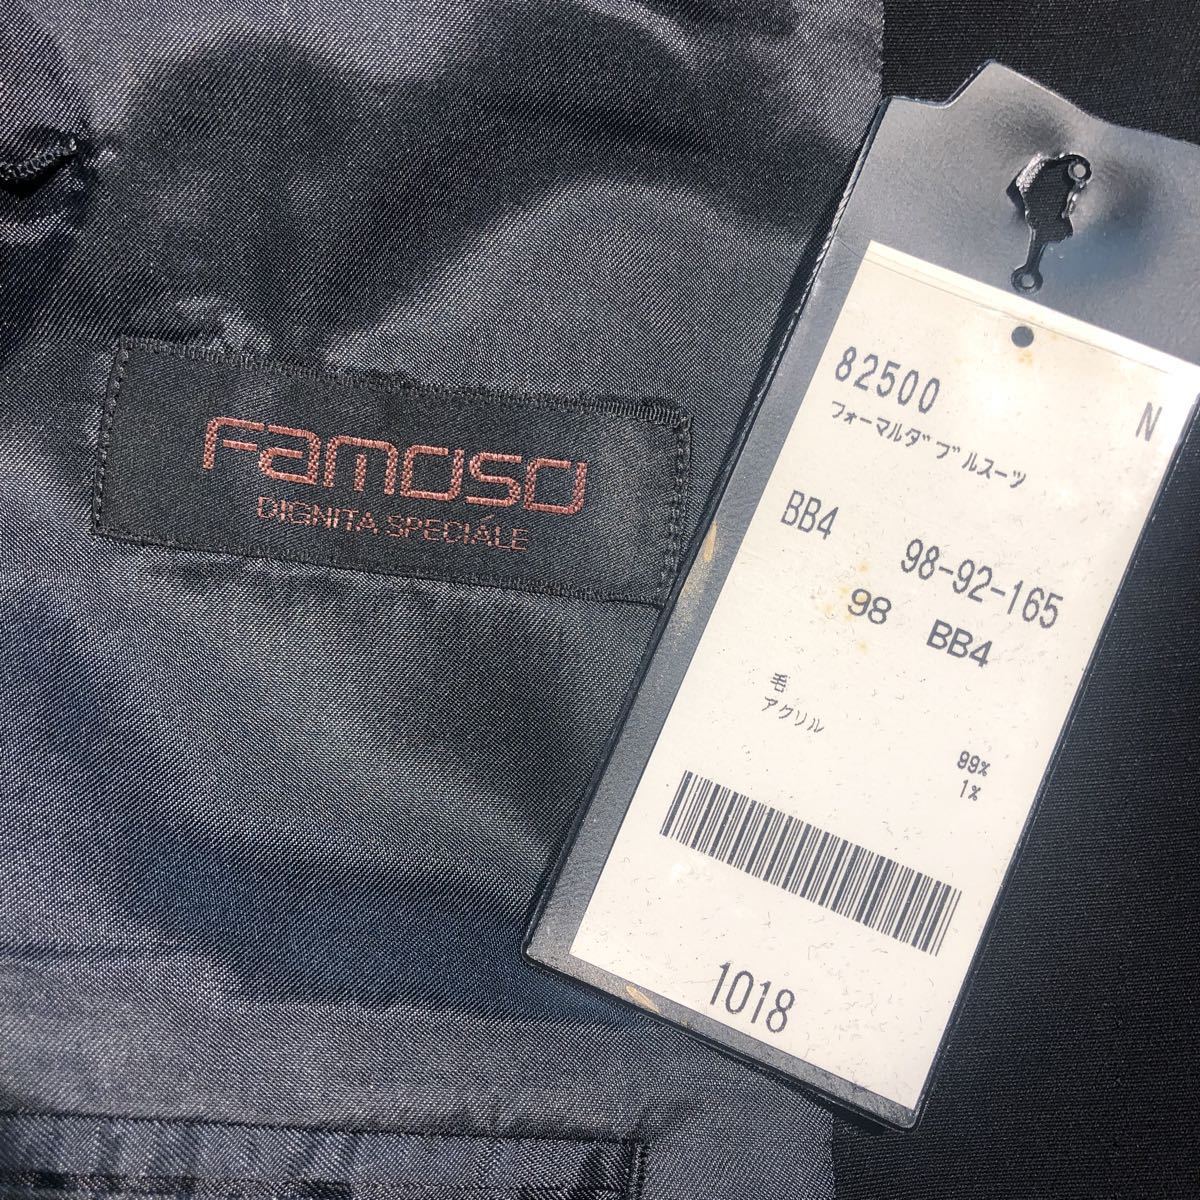 Famoso
DIGNITA SPECIÁLE
82500 N
フォーマルダブルスーツ
BB4 98-92-165
98 BB4
毛
アクリル
99%
1%
1018